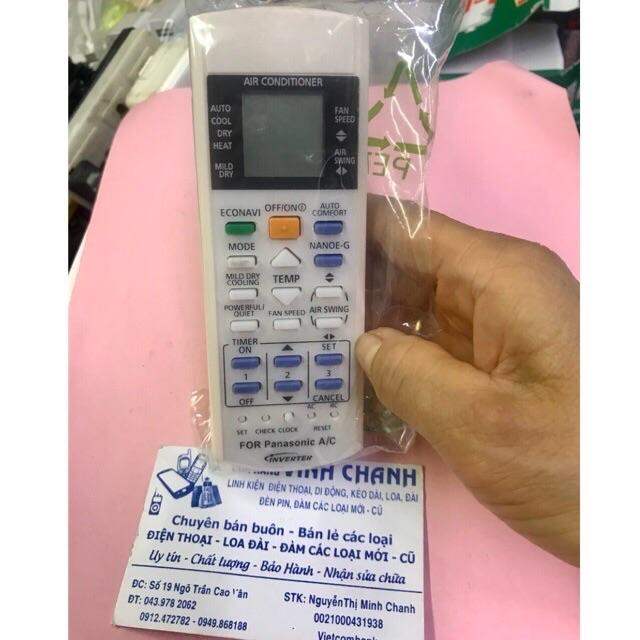 AIR CONDITIONER
AUTO
COOL
DRY
HEAT
MILD
DRY
FAN
SPEED
AIR
SWING
ECONAVI
OFF/ON
AUTO
COMFORT
MODE
NANOE-G
MILD DRY
COOLING
TEMP
POWERFUL/
QUIET
FAN SPEED
AIR SWING
TIMER
ON
SET
1
2
3
OFF
CANCEL
SET
CHECK
CLOCK
AC
RC
RESET
FOR Panasonic A/C
INVERTER
VINH CHANH
LINH KIỆN ĐIỆN THOẠI, DI ĐỘNG, KÉO DÀI, LOA, ĐÀI
ĐÈN PIN, ĐÀM CÁC LOẠI MỚI - CŨ
Chuyên bán buôn - Bán lẻ các loại
ĐIỆN THOẠI - LOA ĐÀI - ĐÀM CÁC LOẠI MỚI - CŨ
Uy tín - Chất lượng - Bảo Hành - Nhận sửa chữa
ĐC: Số 19 Ngõ Trần Cao Vân
ĐT: 043.978 2062
0912.472782 - 0949.868188
STK: NguyễnThị Minh Chanh
0021000431938